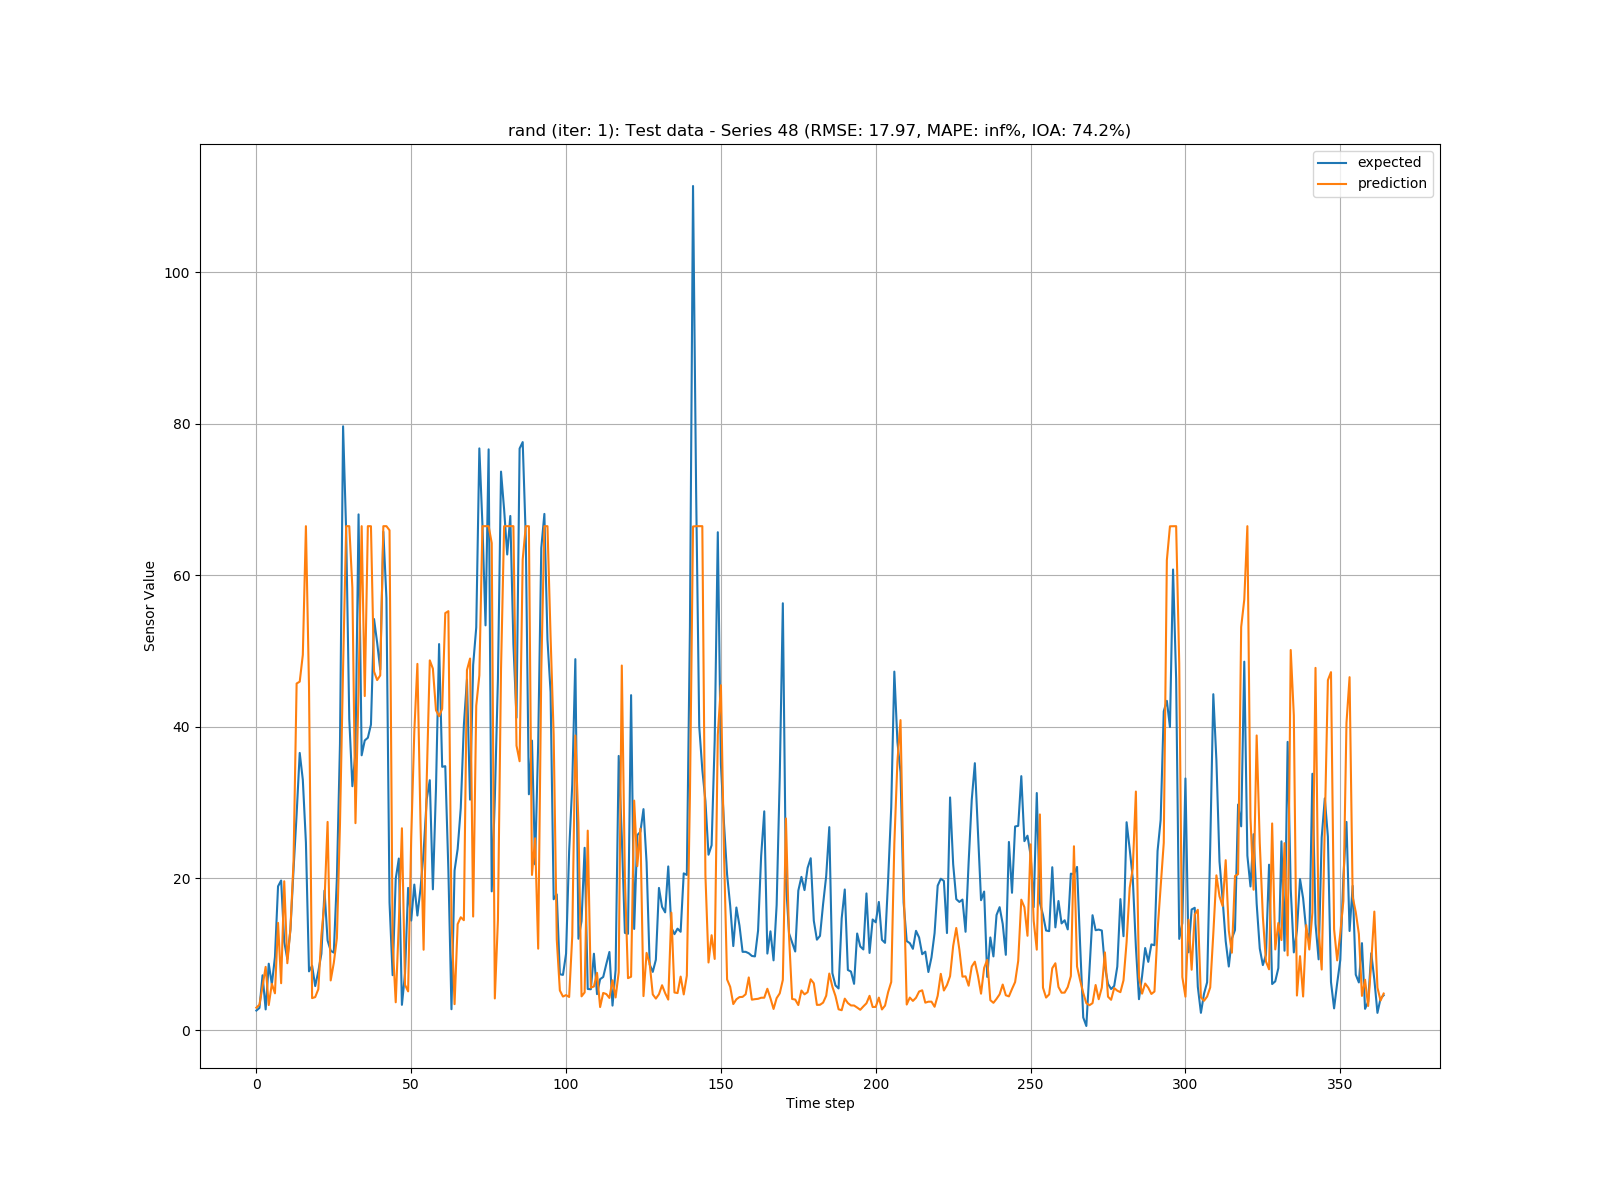 rand (iter: 1): Test data - Series 48 (RMSE: 17.97, MAPE: inf%, IOA: 74.2%)
expected
prediction
100
80
60
40
20
0
Sensor Value
0 50 100 150 200 250 300 350
Time step